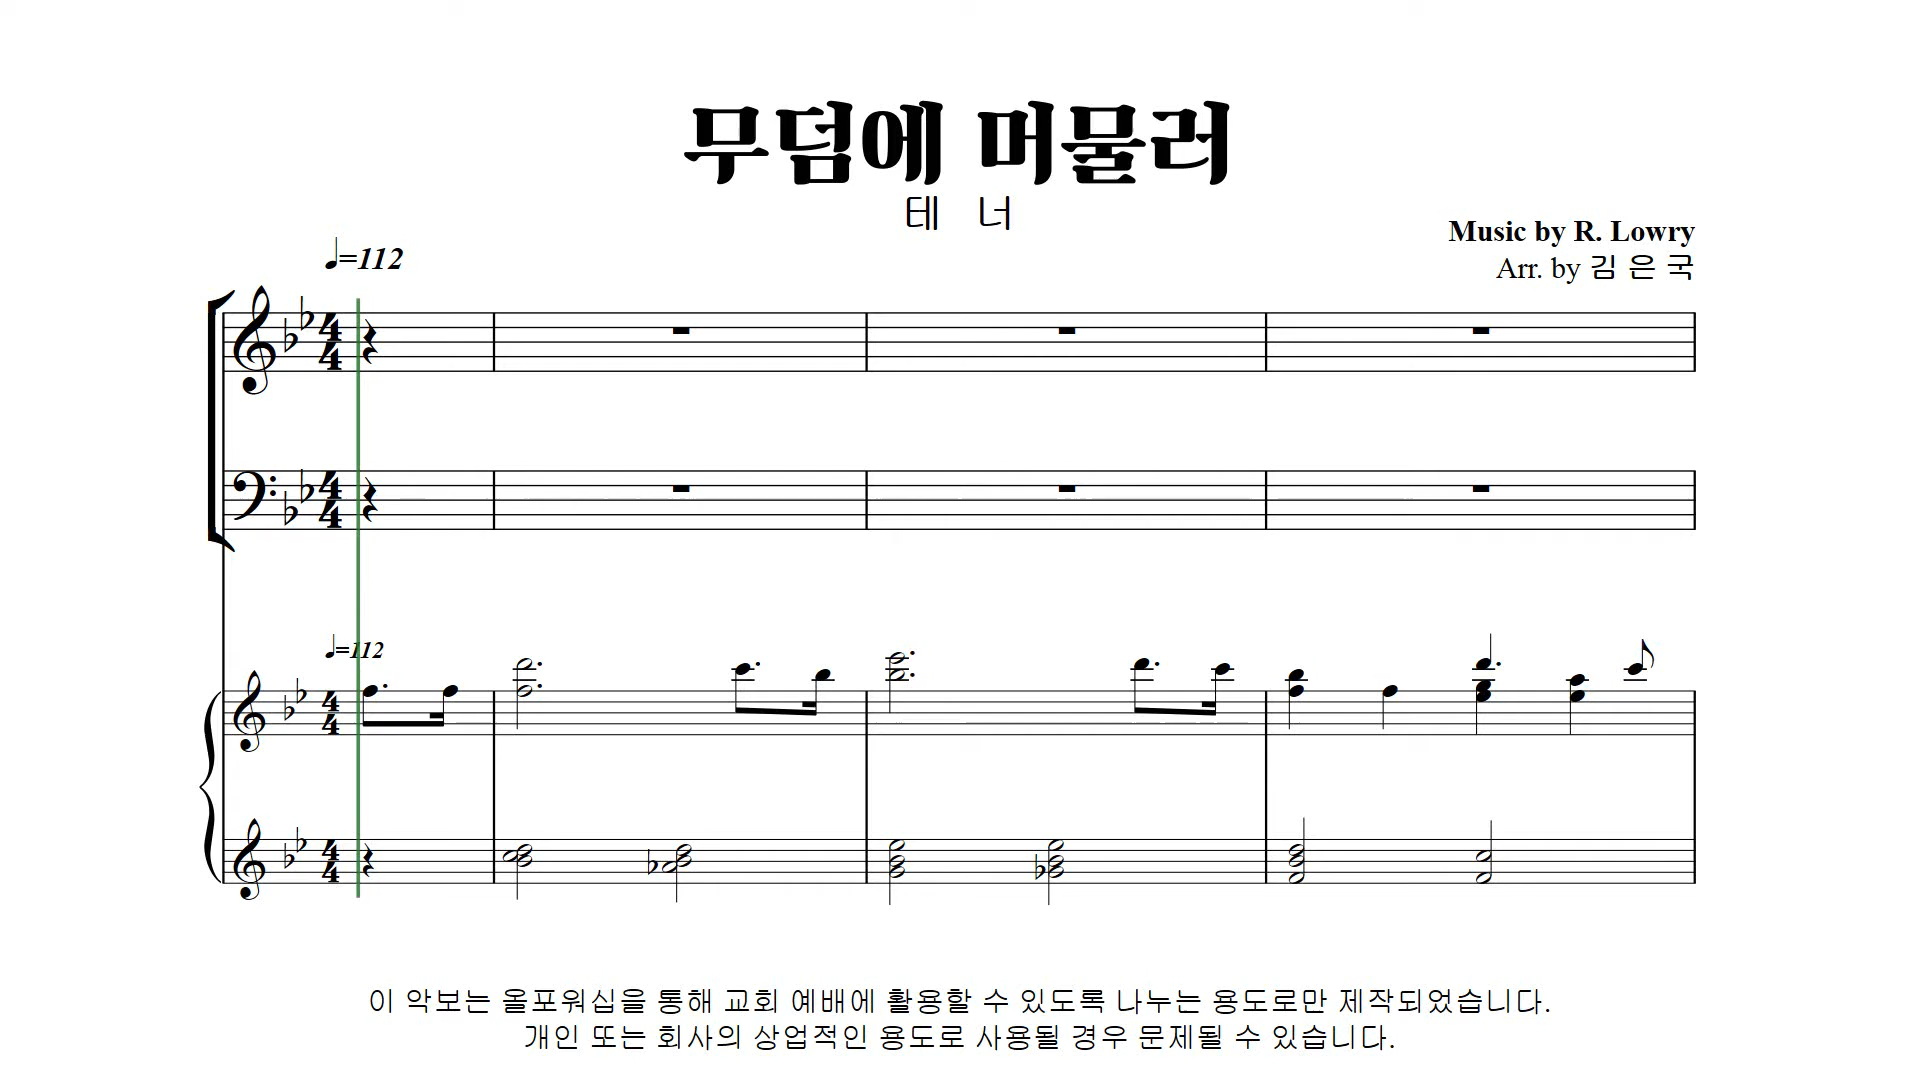 무덤에 머물러
테 너
Music by R. Lowry
♩=112
Arr. by 김 은 국
♩=112
이 악보는 올포워십을 통해 교회 예배에 활용할 수 있도록 나누는 용도로만 제작되었습니다.
개인 또는 회사의 상업적인 용도로 사용될 경우 문제될 수 있습니다.